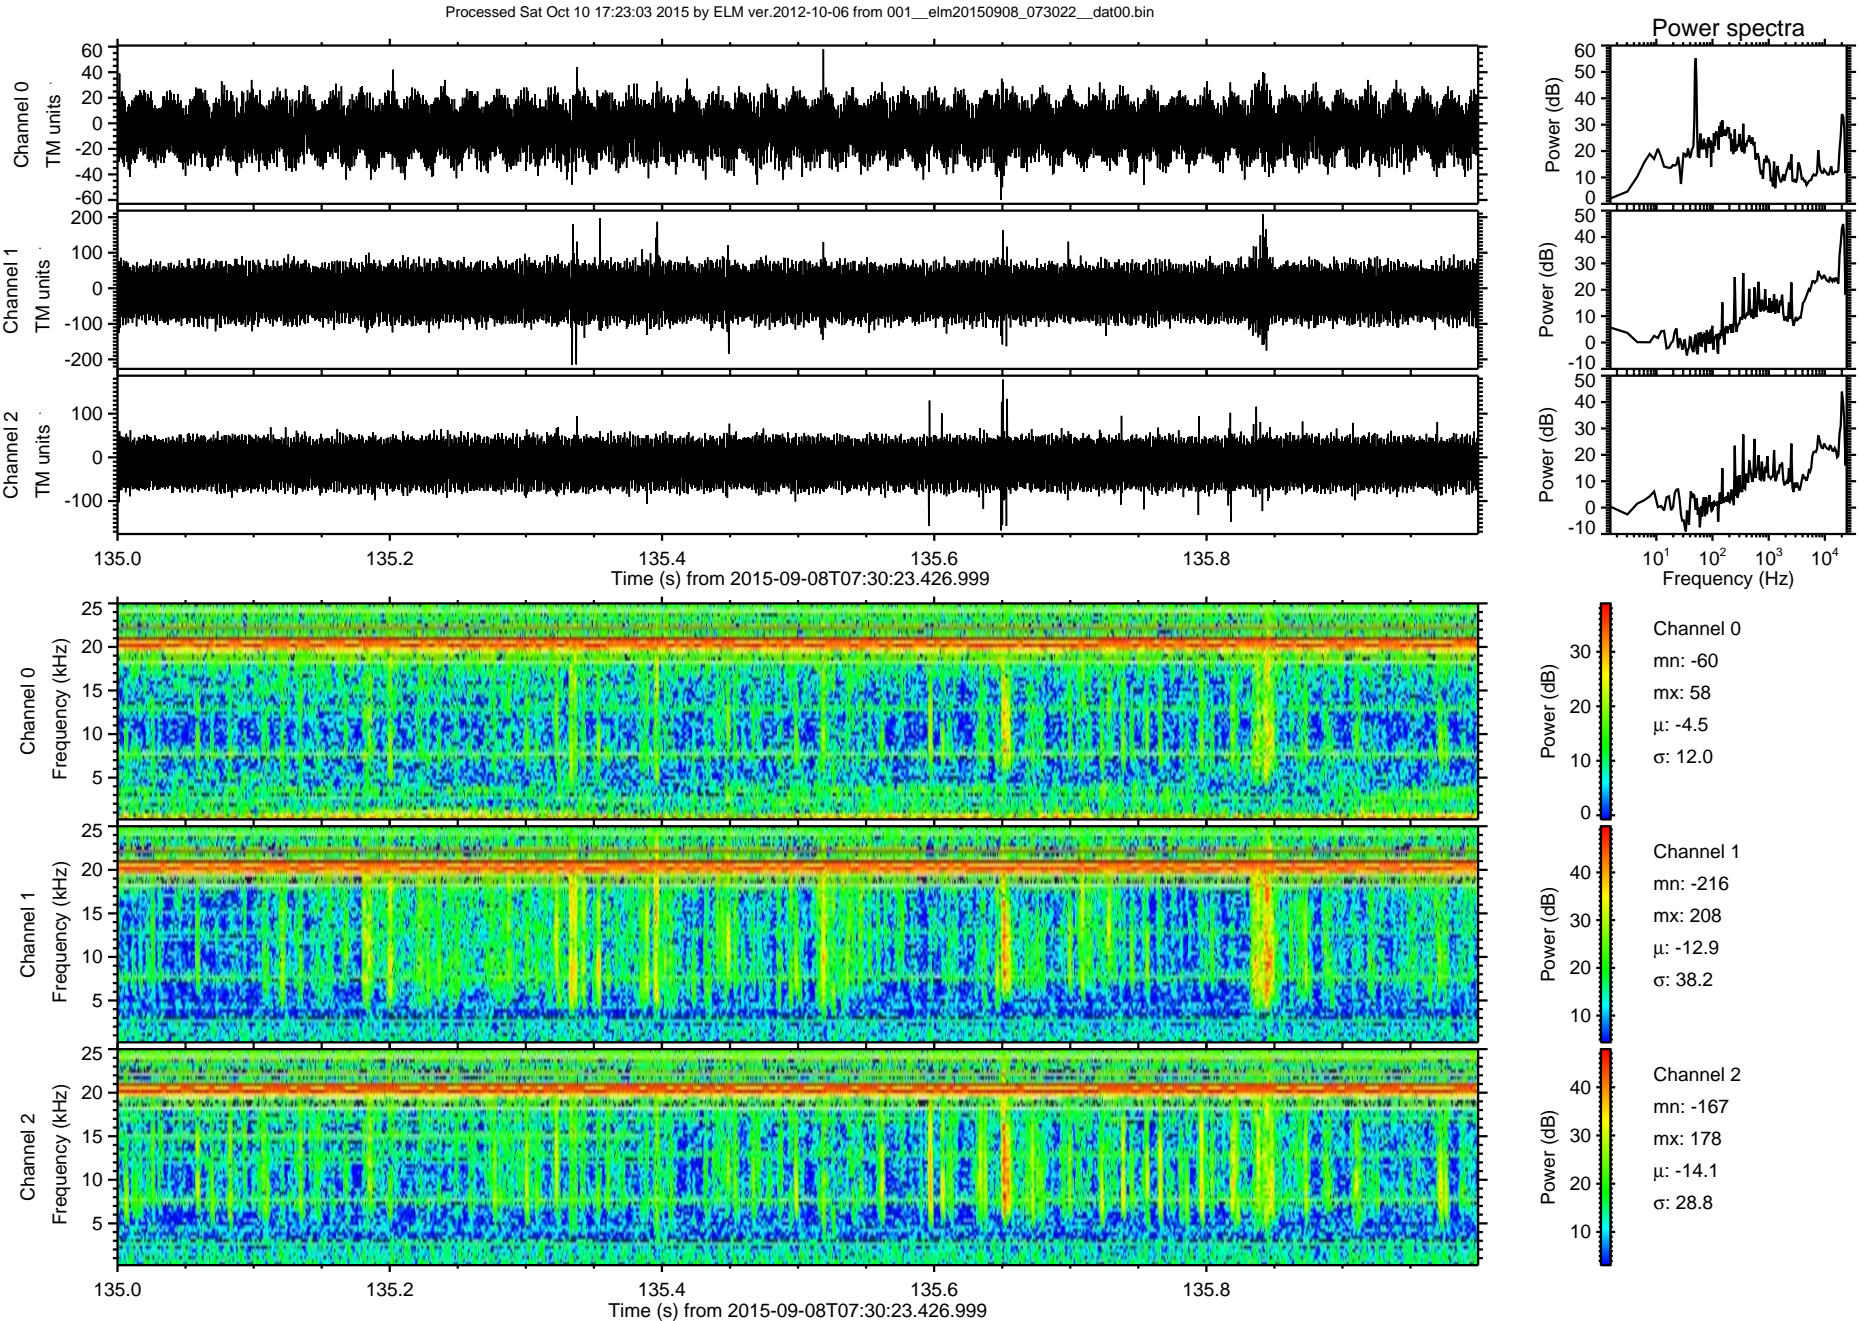 Processed Sat Oct 10 17:23:03 2015 by ELM ver.2012-10-06 from 001__elm20150908_073022__dat00.bin
Power spectra
Channel 0
TM units
60
40
20
0
-20
-40
-60
Power (dB)
60
50
40
30
20
10
0
Channel 1
TM units
200
100
0
-100
-200
Power (dB)
50
40
30
20
10
0
-10
Channel 2
TM units
100
0
-100
Power (dB)
50
40
30
20
10
0
-10
135.0 135.2 135.4 135.6 135.8
Time (s) from 2015-09-08T07:30:23.426.999
10^1 10^2 10^3 10^4
Frequency (Hz)
Channel 0
Frequency (kHz)
25
20
15
10
5
Power (dB)
30
20
10
0
Channel 0
mn: -60
mx: 58
μ: -4.5
σ: 12.0
Channel 1
Frequency (kHz)
25
20
15
10
5
Power (dB)
40
30
20
10
Channel 1
mn: -216
mx: 208
μ: -12.9
σ: 38.2
Channel 2
Frequency (kHz)
25
20
15
10
5
Power (dB)
40
30
20
10
Channel 2
mn: -167
mx: 178
μ: -14.1
σ: 28.8
135.0 135.2 135.4 135.6 135.8
Time (s) from 2015-09-08T07:30:23.426.999